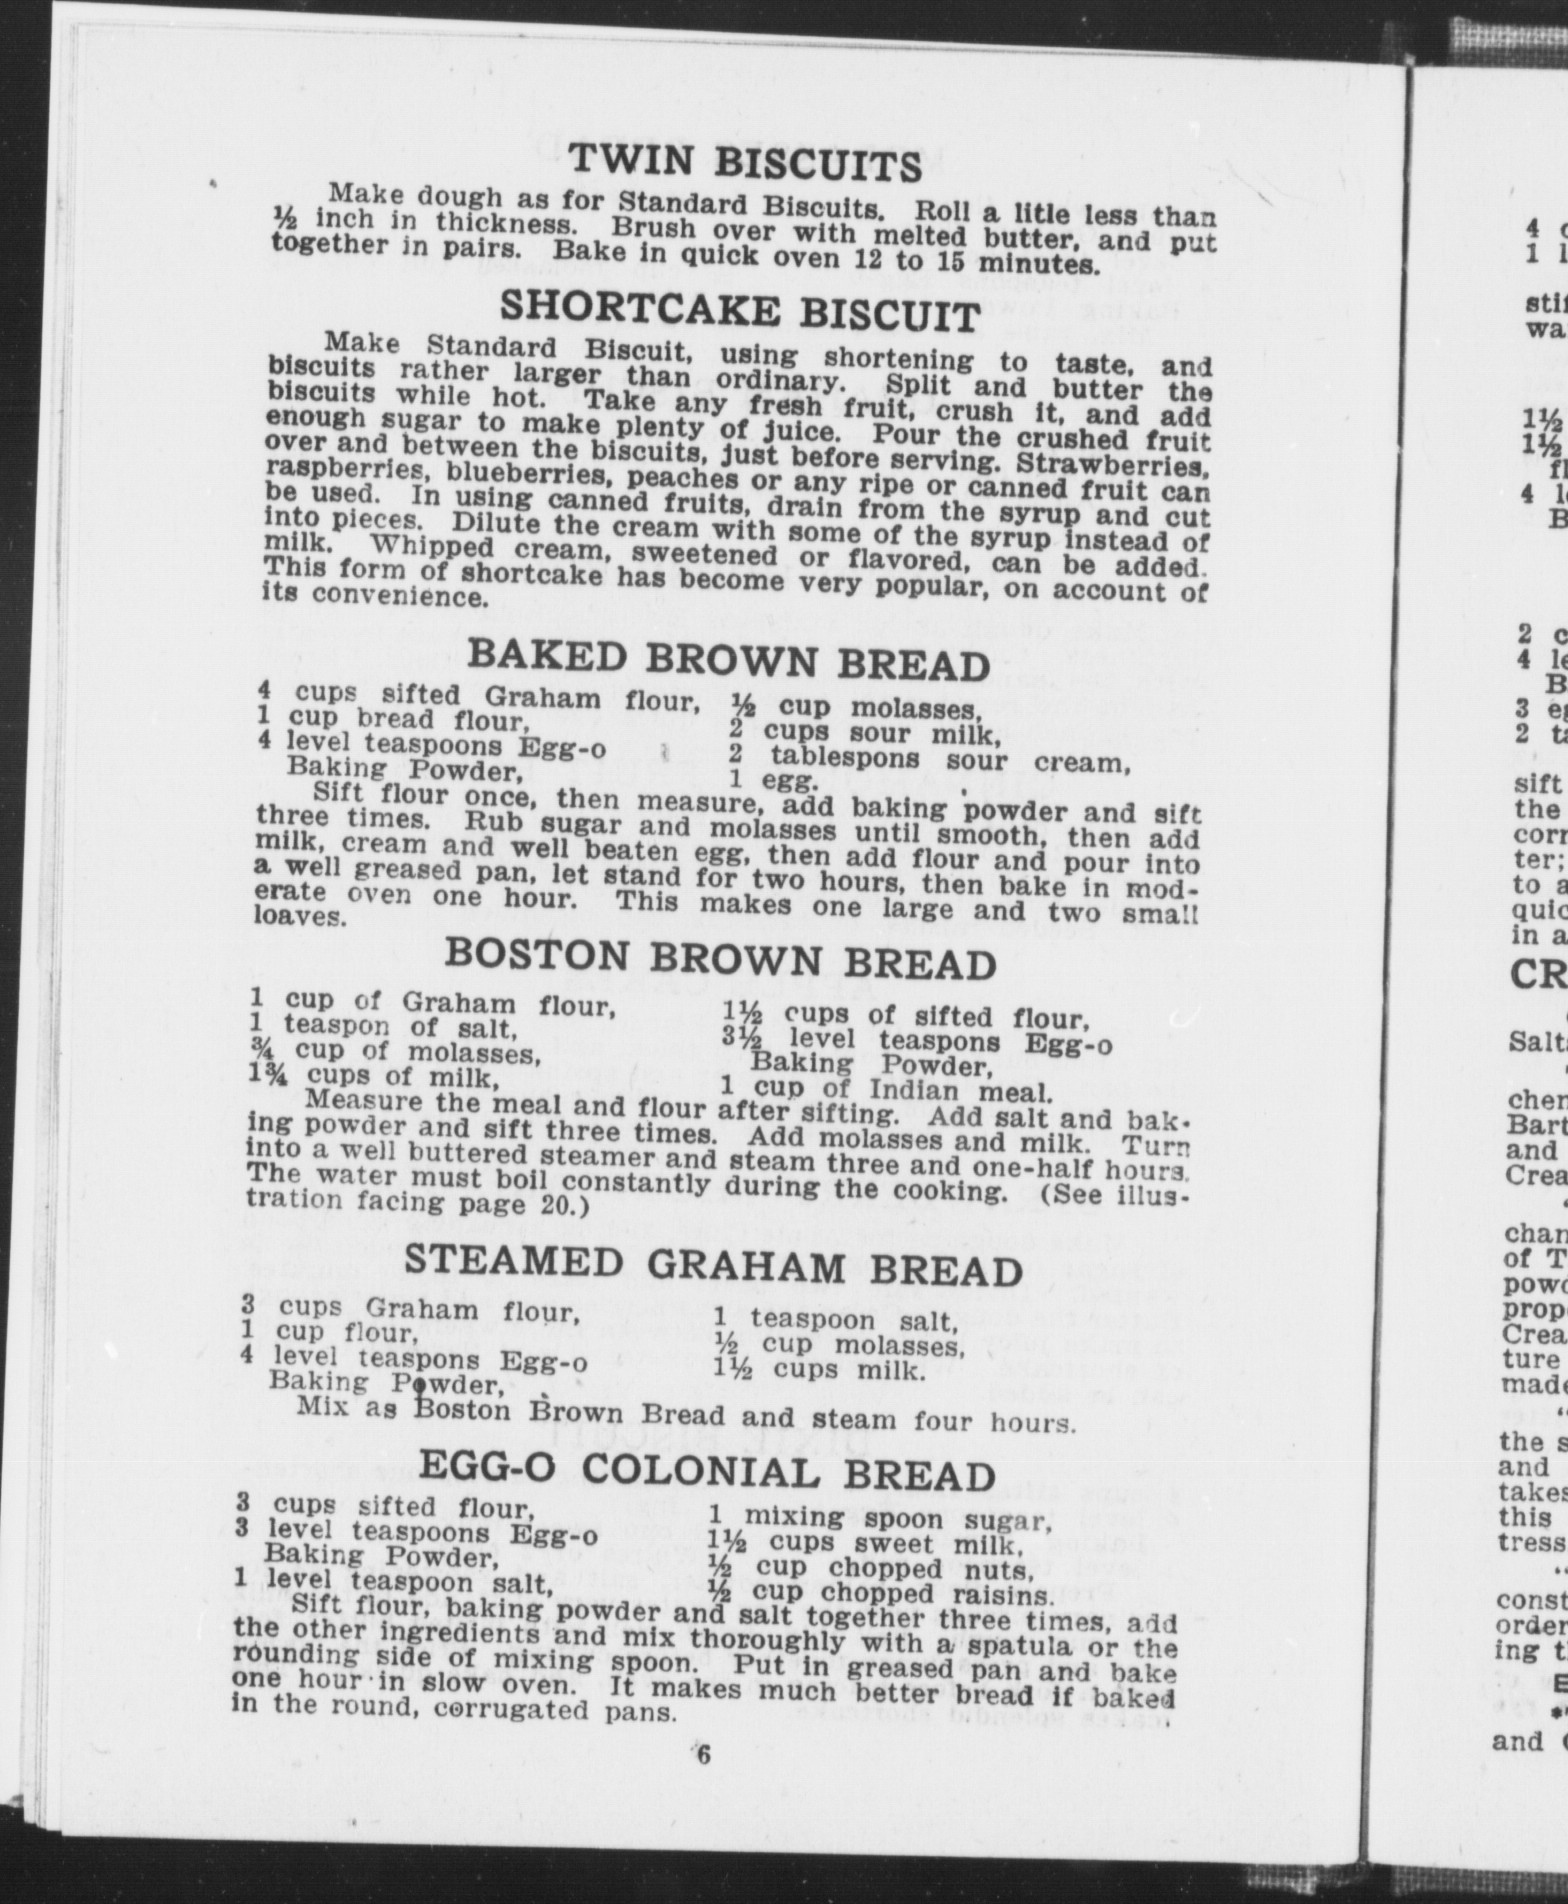 TWIN BISCUITS
Make dough as for Standard Biscuits. Roll a litle less than
½ inch in thickness. Brush over with melted butter, and put
together in pairs. Bake in quick oven 12 to 15 minutes.
SHORTCAKE BISCUIT
Make Standard Biscuit, using shortening to taste, and
biscuits rather larger than ordinary. Split and butter the
biscuits while hot. Take any fresh fruit, crush it, and add
enough sugar to make plenty of juice. Pour the crushed fruit
over and between the biscuits, just before serving. Strawberries,
raspberries, blueberries, peaches or any ripe or canned fruit can
be used. In using canned fruits, drain from the syrup and cut
into pieces. Dilute the cream with some of the syrup instead of
milk. Whipped cream, sweetened or flavored, can be added.
This form of shortcake has become very popular, on account of
its convenience.
BAKED BROWN BREAD
4 cups sifted Graham flour,
1 cup bread flour,
4 level teaspoons Egg-o
Baking Powder,
½ cup molasses,
2 cups sour milk,
2 tablespons sour cream,
1 egg.
Sift flour once, then measure, add baking powder and sift
three times. Rub sugar and molasses until smooth, then add
milk, cream and well beaten egg, then add flour and pour into
a well greased pan, let stand for two hours, then bake in mod-
erate oven one hour. This makes one large and two small
loaves.
BOSTON BROWN BREAD
1 cup of Graham flour,
1 teaspon of salt,
¾ cup of molasses,
1¾ cups of milk,
1½ cups of sifted flour,
3½ level teaspons Egg-o
Baking Powder,
1 cup of Indian meal.
Measure the meal and flour after sifting. Add salt and bak-
ing powder and sift three times. Add molasses and milk. Turn
into a well buttered steamer and steam three and one-half hours.
The water must boil constantly during the cooking. (See illus-
tration facing page 20.)
STEAMED GRAHAM BREAD
3 cups Graham flour,
1 cup flour,
4 level teaspons Egg-o
Baking Powder,
1 teaspoon salt,
½ cup molasses,
1½ cups milk.
Mix as Boston Brown Bread and steam four hours.
EGG-O COLONIAL BREAD
3 cups sifted flour,
3 level teaspoons Egg-o
Baking Powder,
1 level teaspoon salt,
1 mixing spoon sugar,
1½ cups sweet milk,
½ cup chopped nuts,
½ cup chopped raisins.
Sift flour, baking powder and salt together three times, add
the other ingredients and mix thoroughly with a spatula or the
rounding side of mixing spoon. Put in greased pan and bake
one hour in slow oven. It makes much better bread if baked
in the round, corrugated pans.
6
4
1
1½
1½
4
2
4
3
2
sift
the
to
in
CR
and
of
the
and
this
and